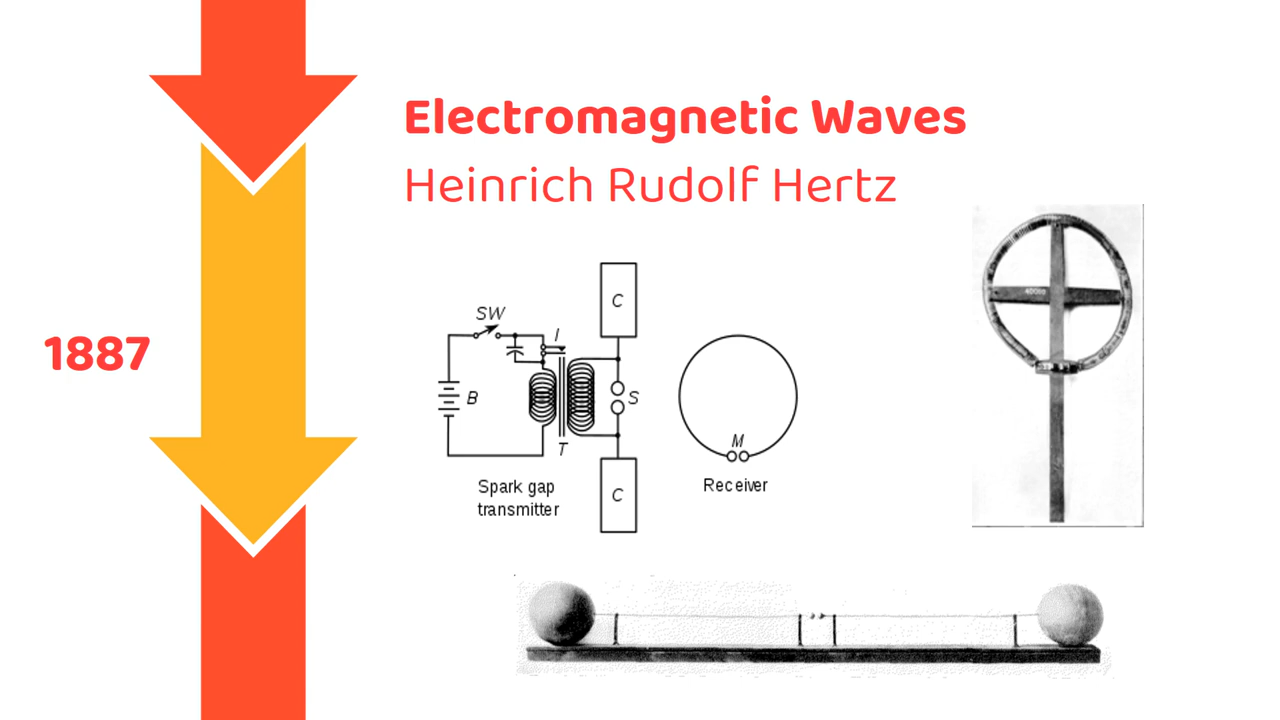 Electromagnetic Waves
Heinrich Rudolf Hertz
1887
SW
I
C
B
T
S
C
M
Spark gap
transmitter
Receiver